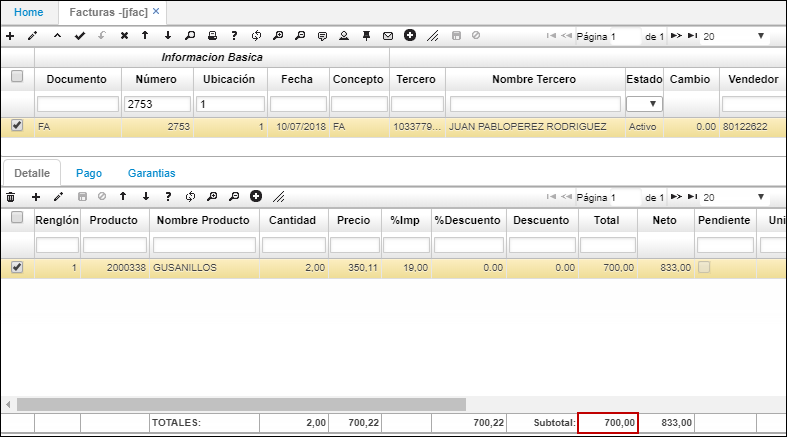 Home Facturas -[jfac] ×
Página 1 de 1 20
Informacion Basica
Documento Número Ubicación Fecha Concepto Tercero Nombre Tercero Estado Cambio Vendedor
2753 1
FA 2753 1 10/07/2018 FA 1033779... JUAN PABLOPEREZ RODRIGUEZ Activo 0.00 80122622
Detalle Pago Garantias
Página 1 de 1 20
Renglón Producto Nombre Producto Cantidad Precio %Imp %Descuento Descuento Total Neto Pendiente Uni
1 2000338 GUSANILLOS 2,00 350,11 19,00 0.00 0.00 700,00 833,00
TOTALES: 2,00 700,22 700,22 Subtotal: 700,00 833,00